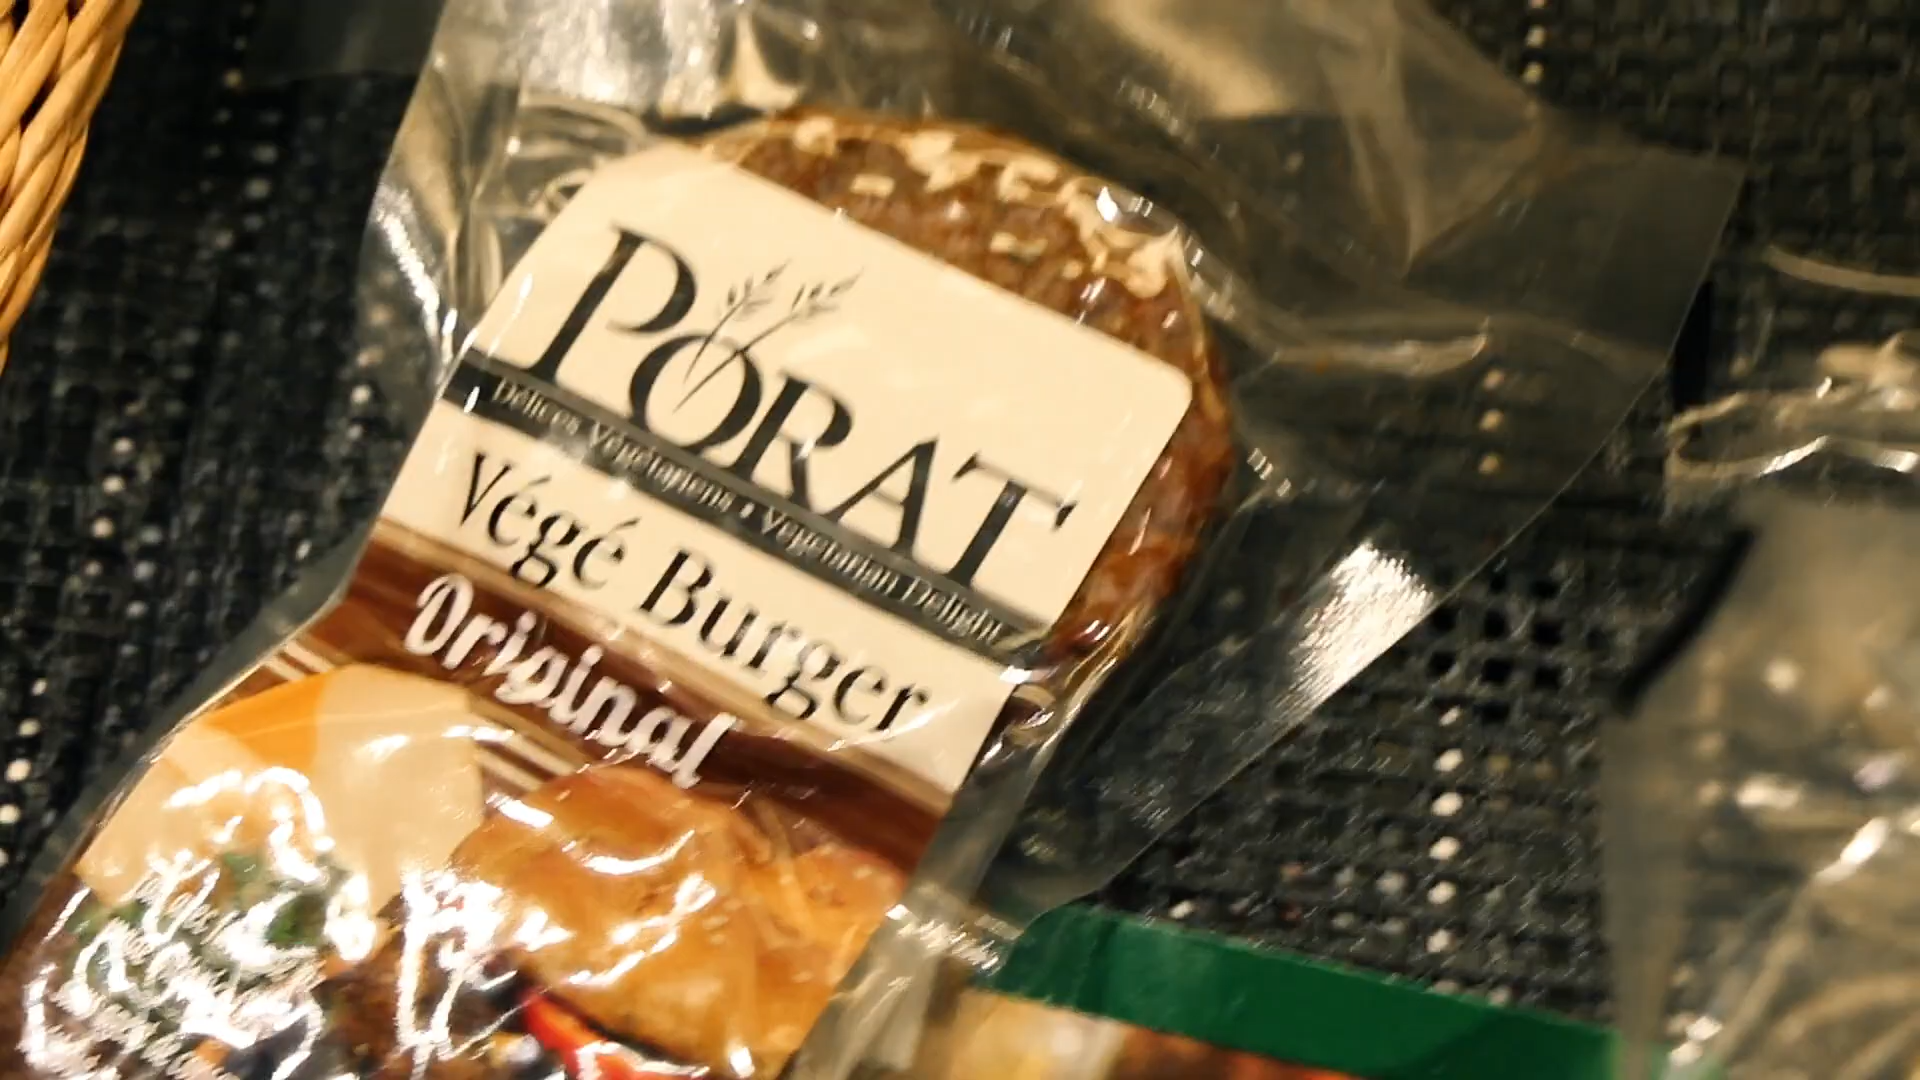 PORAT
Délices Végétariens • Vegetarian Delight
Végé Burger
Original